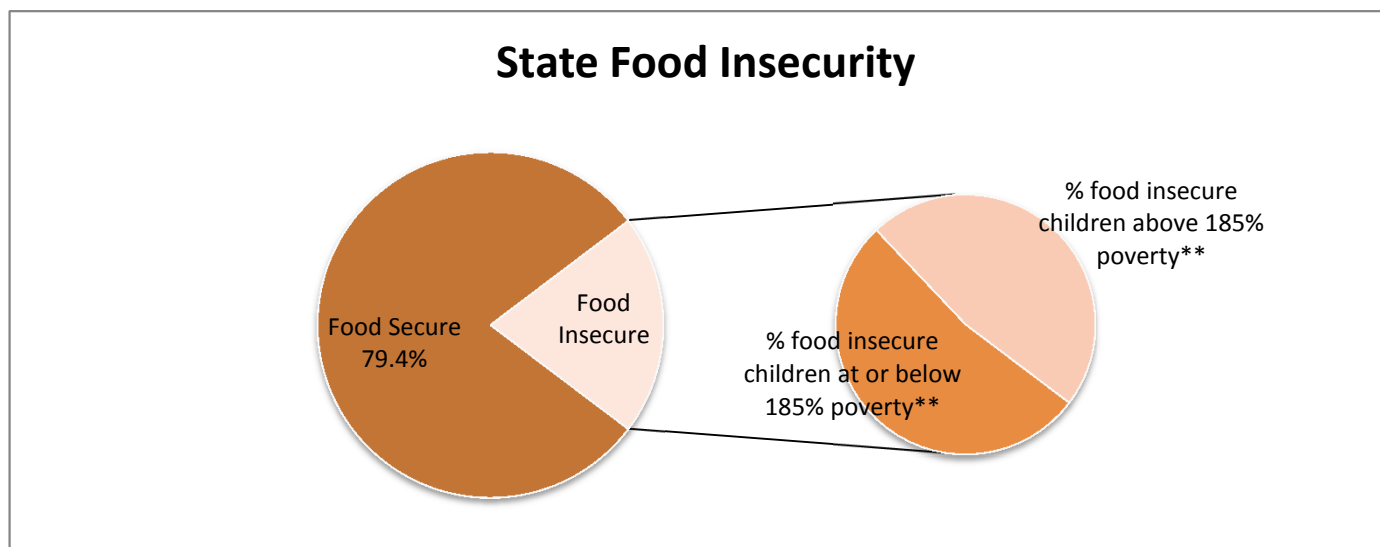 State Food Insecurity
Food Secure
79.4%
Food
Insecure
% food insecure
children at or below
185% poverty**
% food insecure
children above 185%
poverty**